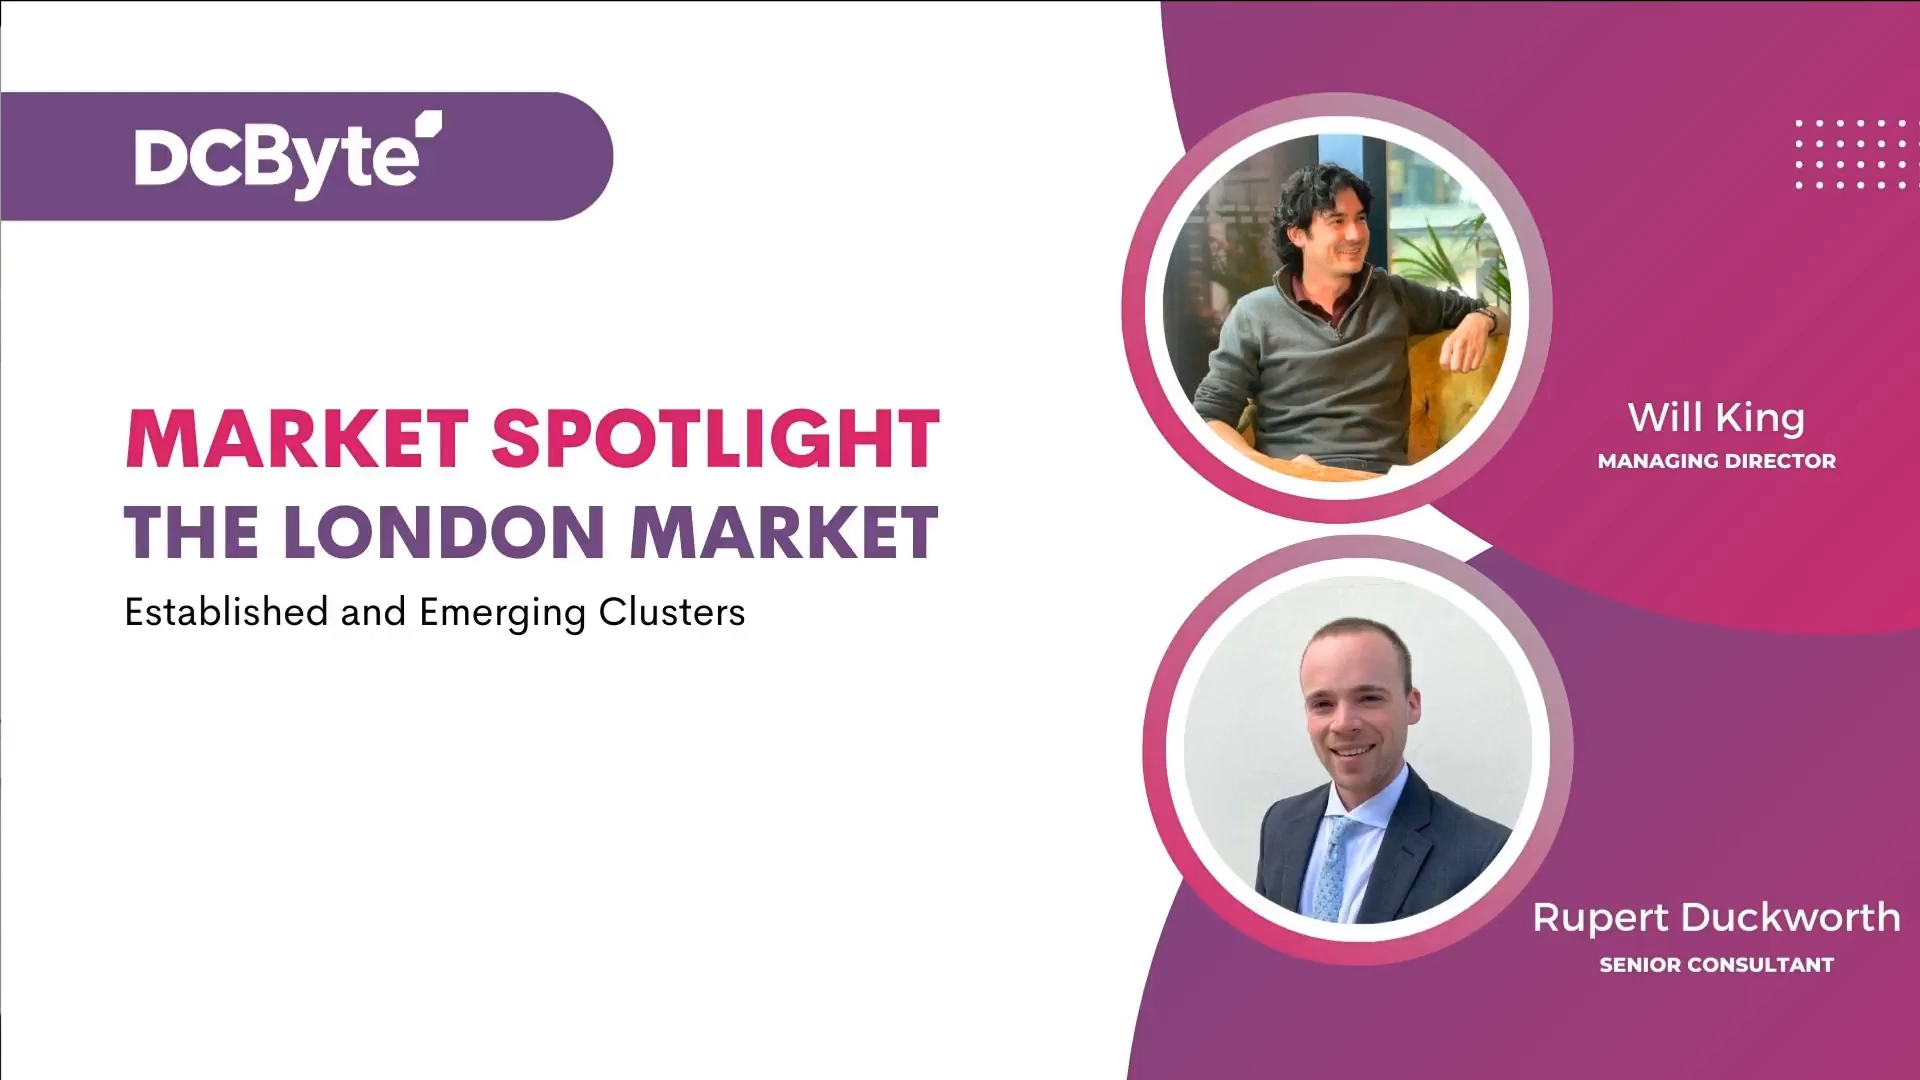 DCByte
MARKET SPOTLIGHT
THE LONDON MARKET
Established and Emerging Clusters
Will King
MANAGING DIRECTOR
Rupert Duckworth
SENIOR CONSULTANT